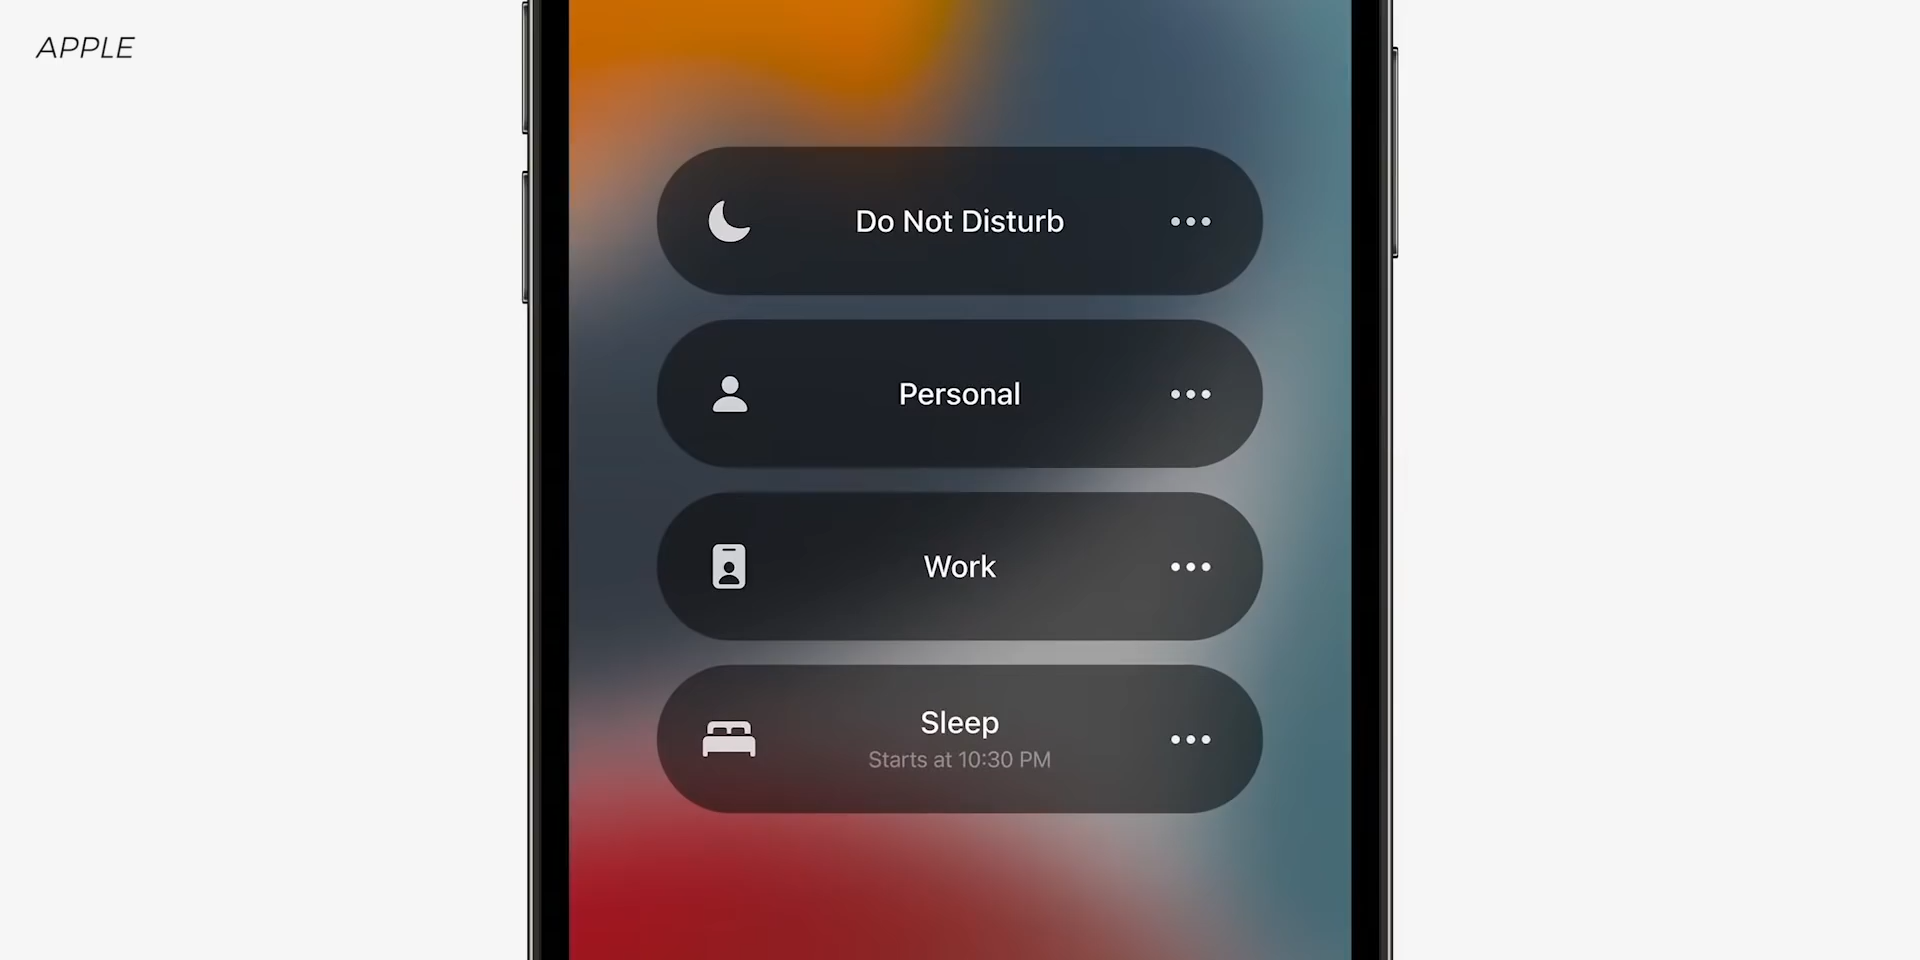 APPLE
Do Not Disturb
Personal
Work
Sleep
Starts at 10:30 PM